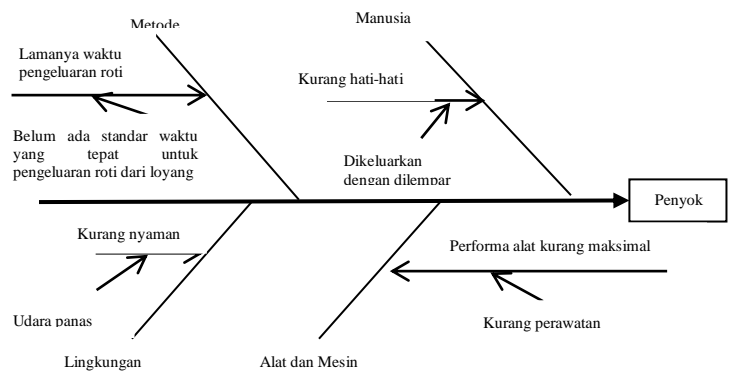 Metode
Manusia
Lamanya waktu
pengeluaran roti
Kurang hati-hati
Belum ada standar waktu
yang tepat untuk
pengeluaran roti dari loyang
Dikeluarkan
dengan dilempar
Penyok
Kurang nyaman
Performa alat kurang maksimal
Udara panas
Kurang perawatan
Lingkungan
Alat dan Mesin